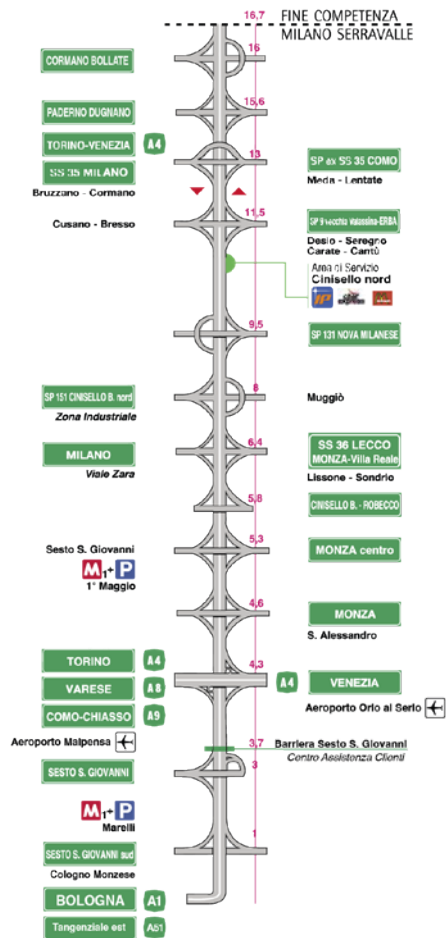 16,7
FINE COMPETENZA
MILANO SERRAVALLE
CORMANO BOLLATE
16
PADERNO DUGNANO
15,6
TORINO-VENEZIA
A4
SS 35 MILANO
Bruzzano - Cormano
13
SP ex SS 35 COMO
Meda - Lentate
Cusano - Bresso
11,5
SP 9 vecchia Valassina-ERBA
Desio - Seregno
Carate - Cantù
Area di Servizio
Cinisello nord
IP
9,5
SP 131 NOVA MILANESE
SP 151 CINISELLO B. nord
Zona Industriale
8
Muggiò
MILANO
Viale Zara
6,4
SS 36 LECCO
MONZA-Villa Reale
Lissone - Sondrio
5,8
CINISELLO B. - ROBECCO
Sesto S. Giovanni
M1+P
1° Maggio
5,3
MONZA centro
4,6
MONZA
S. Alessandro
TORINO
A4
VARESE
A8
COMO-CHIASSO
A9
Aeroporto Malpensa
4,3
A4
VENEZIA
Aeroporto Orio al Serio
3,7
Barriera Sesto S. Giovanni
Centro Assistenza Clienti
SESTO S. GIOVANNI
3
M1+P
Marelli
SESTO S. GIOVANNI sud
Cologno Monzese
1
BOLOGNA
A1
Tangenziale est
A51